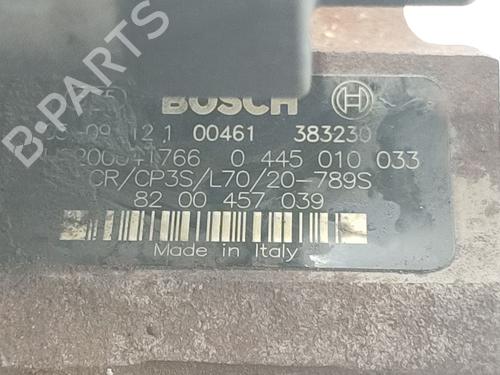 B-PARTS
BOSCH
00461 383230
0 445 010 033
CR/CP3S/L70/20-789S
82 00 457 039
Made in Italy